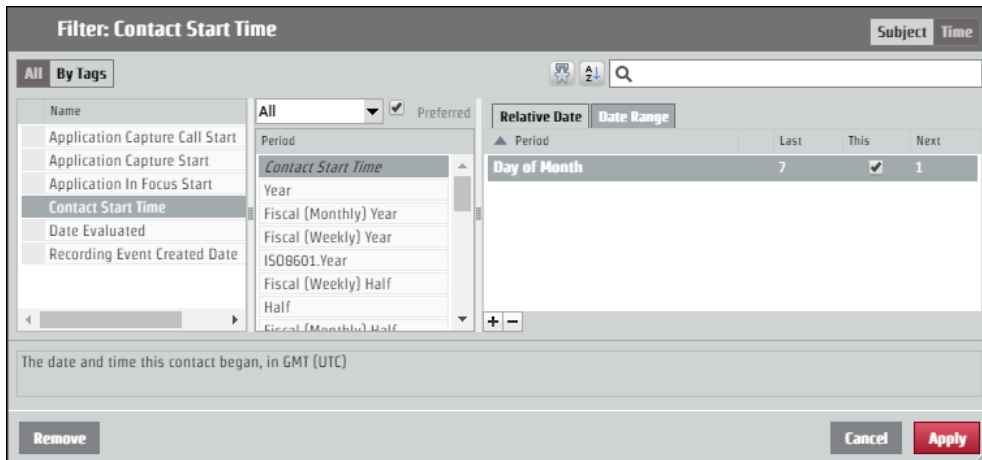 Filter: Contact Start Time
Subject Time
All By Tags
Name
Application Capture Call Start
Application Capture Start
Application In Focus Start
Contact Start Time
Date Evaluated
Recording Event Created Date
All Preferred
Period
Contact Start Time
Year
Fiscal (Monthly) Year
Fiscal (Weekly) Year
ISO8601.Year
Fiscal (Weekly) Half
Half
Fiscal (Monthly) Half
Relative Date Date Range
Period Last This Next
Day of Month 7 1
The date and time this contact began, in GMT (UTC)
Remove Cancel Apply